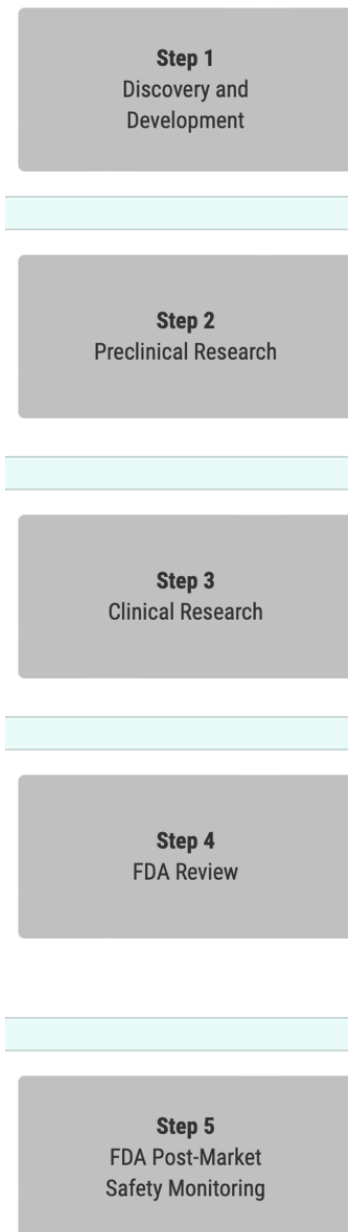 Step 1
Discovery and
Development
Step 2
Preclinical Research
Step 3
Clinical Research
Step 4
FDA Review
Step 5
FDA Post-Market
Safety Monitoring